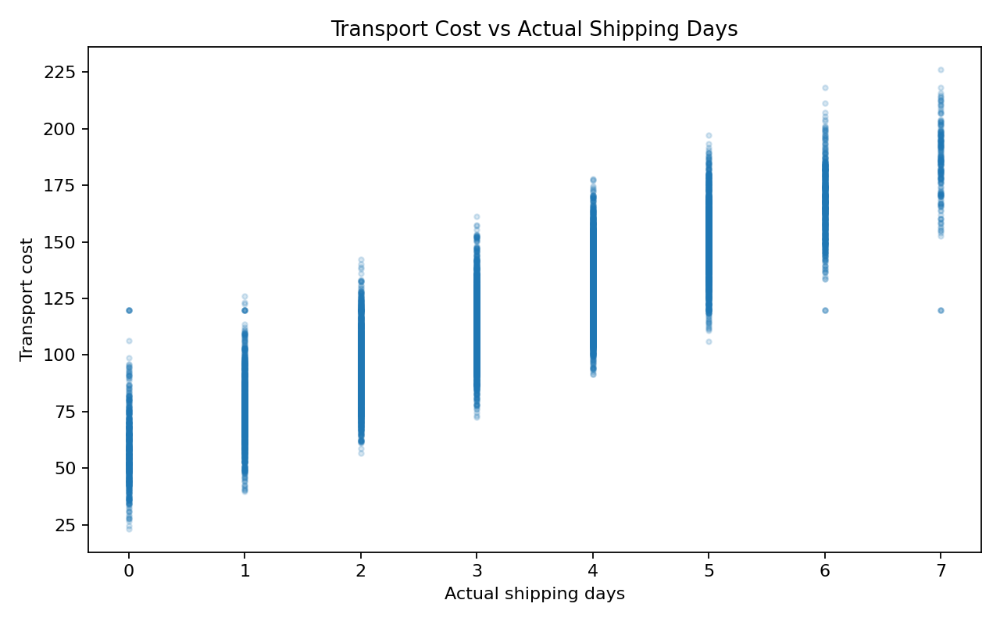 Transport Cost vs Actual Shipping Days
Transport cost
225
200
175
150
125
100
75
50
25
0 1 2 3 4 5 6 7
Actual shipping days